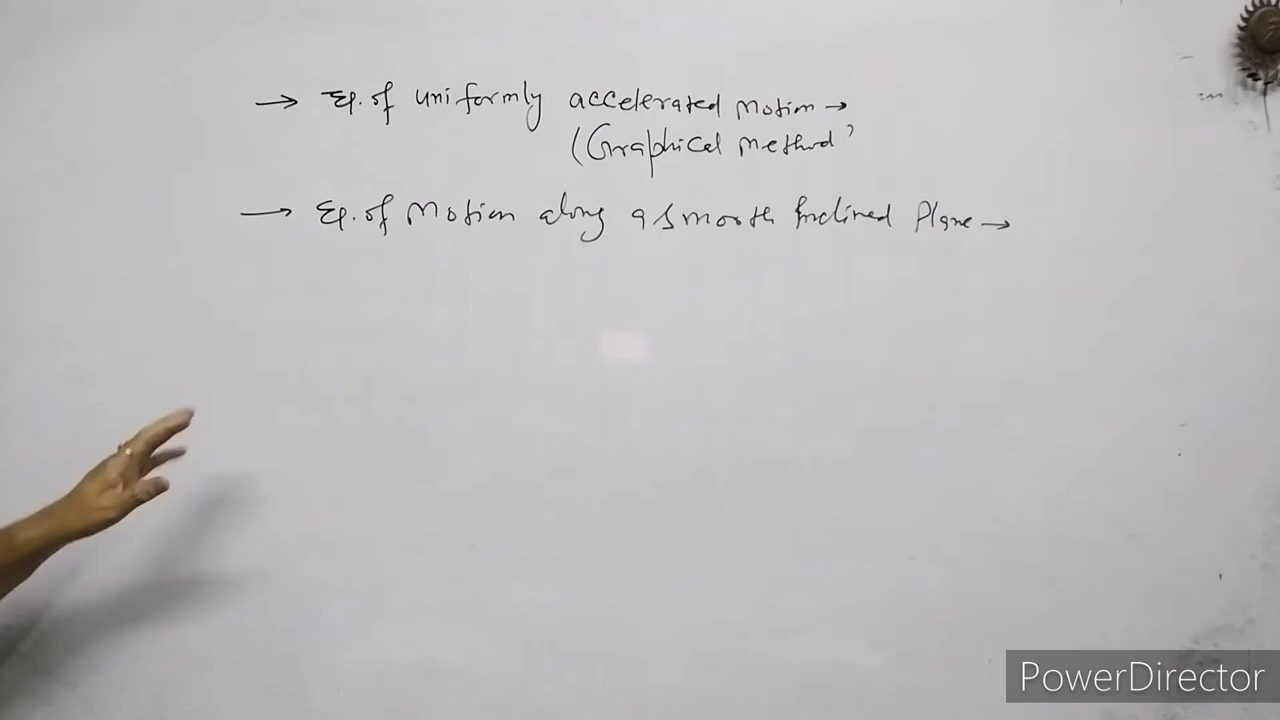 → Eq. of uniformly accelerated Motion →
(Graphical method)
→ Eq. of Motion along a smooth Inclined Plane →
PowerDirector